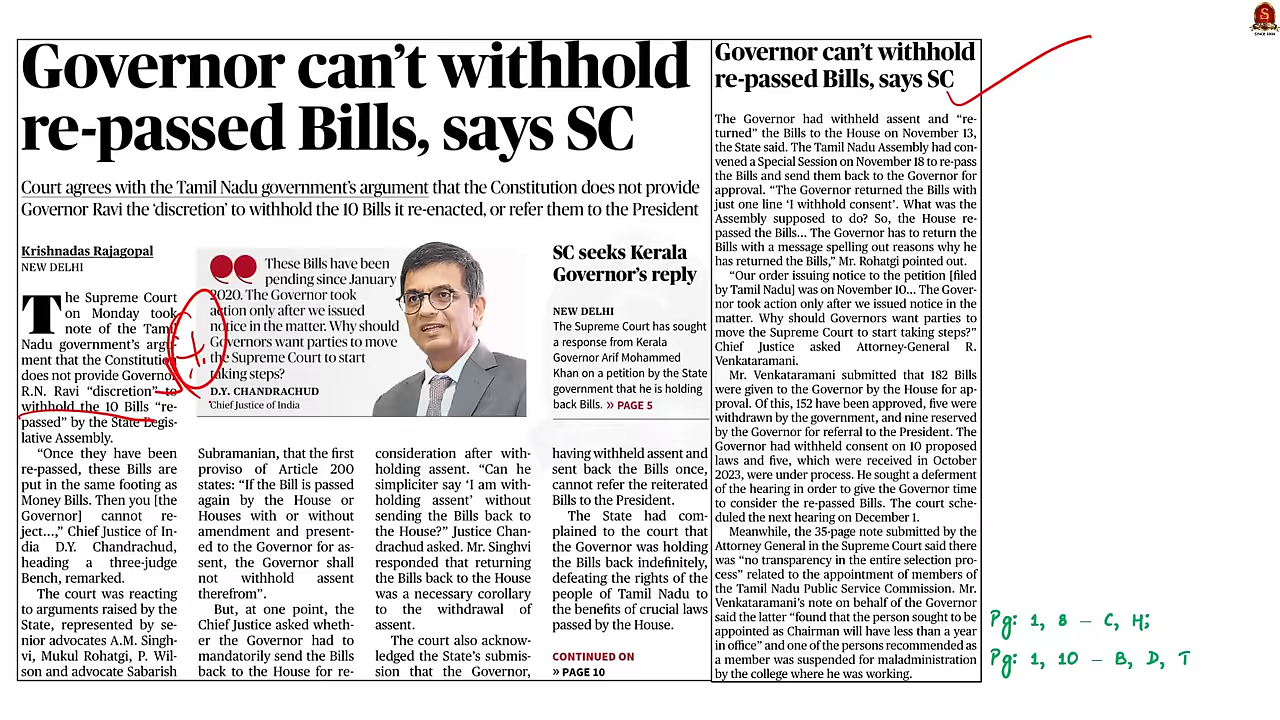 S
SINCE 2004
Governor can't withhold
re-passed Bills, says SC
Court agrees with the Tamil Nadu government's argument that the Constitution does not provide
Governor Ravi the 'discretion' to withhold the 10 Bills it re-enacted, or refer them to the President
Krishnadas Rajagopal
NEW DELHI
The Supreme Court
on Monday took
note of the Tamil
Nadu government's argu-
ment that the Constitution
does not provide Governor
R.N. Ravi "discretion" to
withhold the 10 Bills "re-
passed" by the State Legis-
lative Assembly.
"Once they have been
re-passed, these Bills are
put in the same footing as
Money Bills. Then you [the
Governor] cannot re-
ject...," Chief Justice of In-
dia D.Y. Chandrachud,
heading a three-judge
Bench, remarked.
The court was reacting
to arguments raised by the
State, represented by se-
nior advocates A.M. Singh-
vi, Mukul Rohatgi, P. Wil-
son and advocate Sabarish
These Bills have been
pending since January
2020. The Governor took
action only after we issued
notice in the matter. Why should
Governors want parties to move
the Supreme Court to start
taking steps?
D.Y. CHANDRACHUD
Chief Justice of India
Subramanian, that the first
proviso of Article 200
states: "If the Bill is passed
again by the House or
Houses with or without
amendment and present-
ed to the Governor for as-
sent, the Governor shall
not withhold assent
therefrom".
But, at one point, the
Chief Justice asked wheth-
er the Governor had to
mandatorily send the Bills
back to the House for re-
consideration after with-
holding assent. "Can he
simpliciter say 'I am with-
holding assent' without
sending the Bills back to
the House?" Justice Chan-
drachud asked. Mr. Singhvi
responded that returning
the Bills back to the House
was a necessary corollary
to the withdrawal of
assent.
The court also acknow-
ledged the State's submis-
sion that the Governor,
SC seeks Kerala
Governor's reply
NEW DELHI
The Supreme Court has sought
a response from Kerala
Governor Arif Mohammed
Khan on a petition by the State
government that he is holding
back Bills. » PAGE 5
having withheld assent and
sent back the Bills once,
cannot refer the reiterated
Bills to the President.
The State had com-
plained to the court that
the Governor was holding
the Bills back indefinitely,
defeating the rights of the
people of Tamil Nadu to
the benefits of crucial laws
passed by the House.
CONTINUED ON
» PAGE 10
Governor can't withhold
re-passed Bills, says SC
The Governor had withheld assent and "re-
turned" the Bills to the House on November 13,
the State said. The Tamil Nadu Assembly had con-
vened a Special Session on November 18 to re-pass
the Bills and send them back to the Governor for
approval. "The Governor returned the Bills with
just one line 'I withhold consent'. What was the
Assembly supposed to do? So, the House re-
passed the Bills... The Governor has to return the
Bills with a message spelling out reasons why he
has returned the Bills," Mr. Rohatgi pointed out.
"Our order issuing notice to the petition [filed
by Tamil Nadu] was on November 10... The Gover-
nor took action only after we issued notice in the
matter. Why should Governors want parties to
move the Supreme Court to start taking steps?"
Chief Justice asked Attorney-General R.
Venkataramani.
Mr. Venkataramani submitted that 182 Bills
were given to the Governor by the House for ap-
proval. Of this, 152 have been approved, five were
withdrawn by the government, and nine reserved
by the Governor for referral to the President. The
Governor had withheld consent on 10 proposed
laws and five, which were received in October
2023, were under process. He sought a deferment
of the hearing in order to give the Governor time
to consider the re-passed Bills. The court sche-
duled the next hearing on December 1.
Meanwhile, the 35-page note submitted by the
Attorney General in the Supreme Court said there
was "no transparency in the entire selection pro-
cess" related to the appointment of members of
the Tamil Nadu Public Service Commission. Mr.
Venkataramani's note on behalf of the Governor
said the latter "found that the person sought to be
appointed as Chairman will have less than a year
in office" and one of the persons recommended as
a member was suspended for maladministration
by the college where he was working.
Pg: 1, 8 – C, H;
Pg: 1, 10 – B, D, T